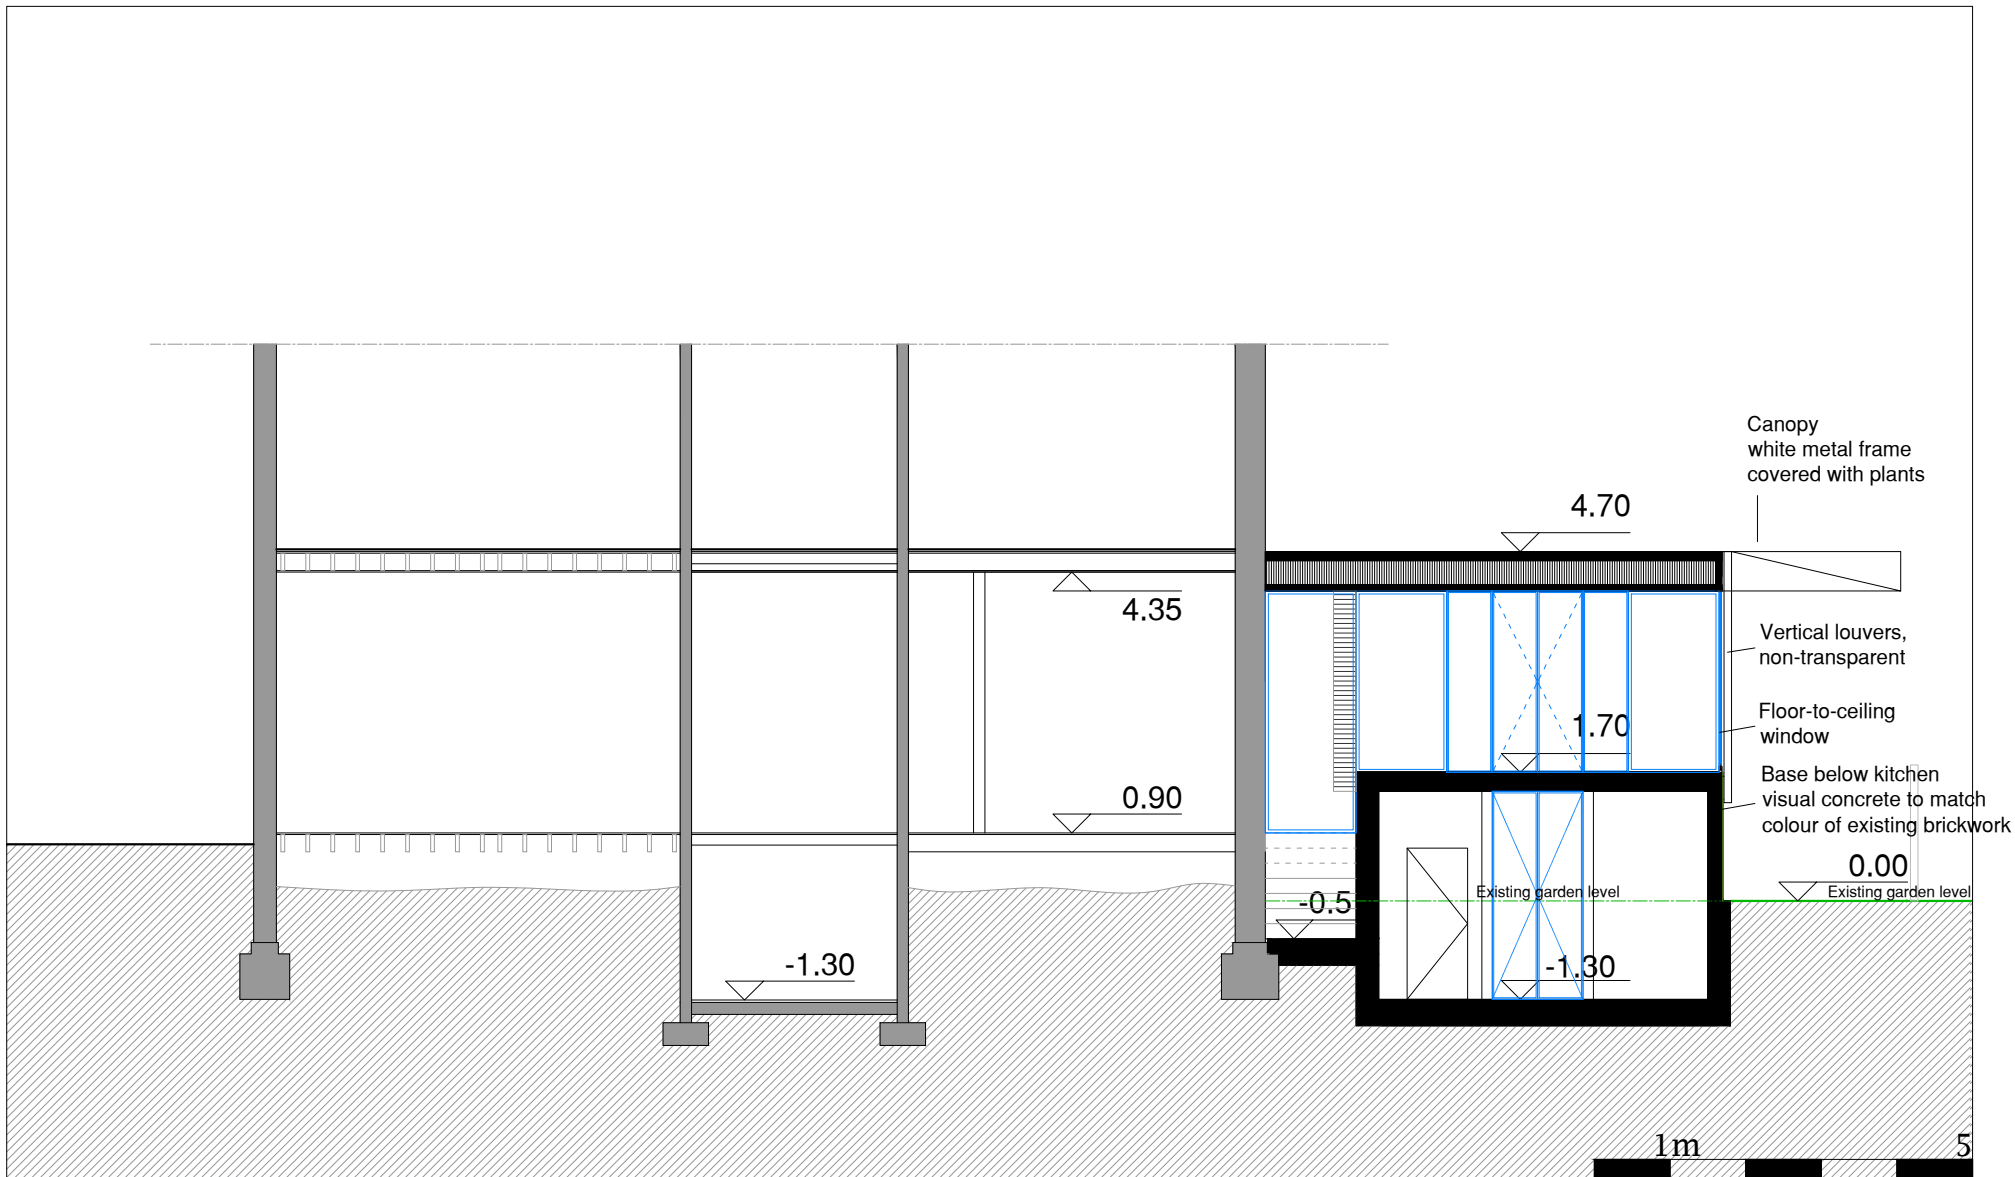 Canopy
white metal frame
covered with plants
4.70
4.35
Vertical louvers,
non-transparent
Floor-to-ceiling
window
1.70
Base below kitchen
visual concrete to match
colour of existing brickwork
0.90
0.00
Existing garden level
Existing garden level
-0.5
-1.30
-1.30
1m
5